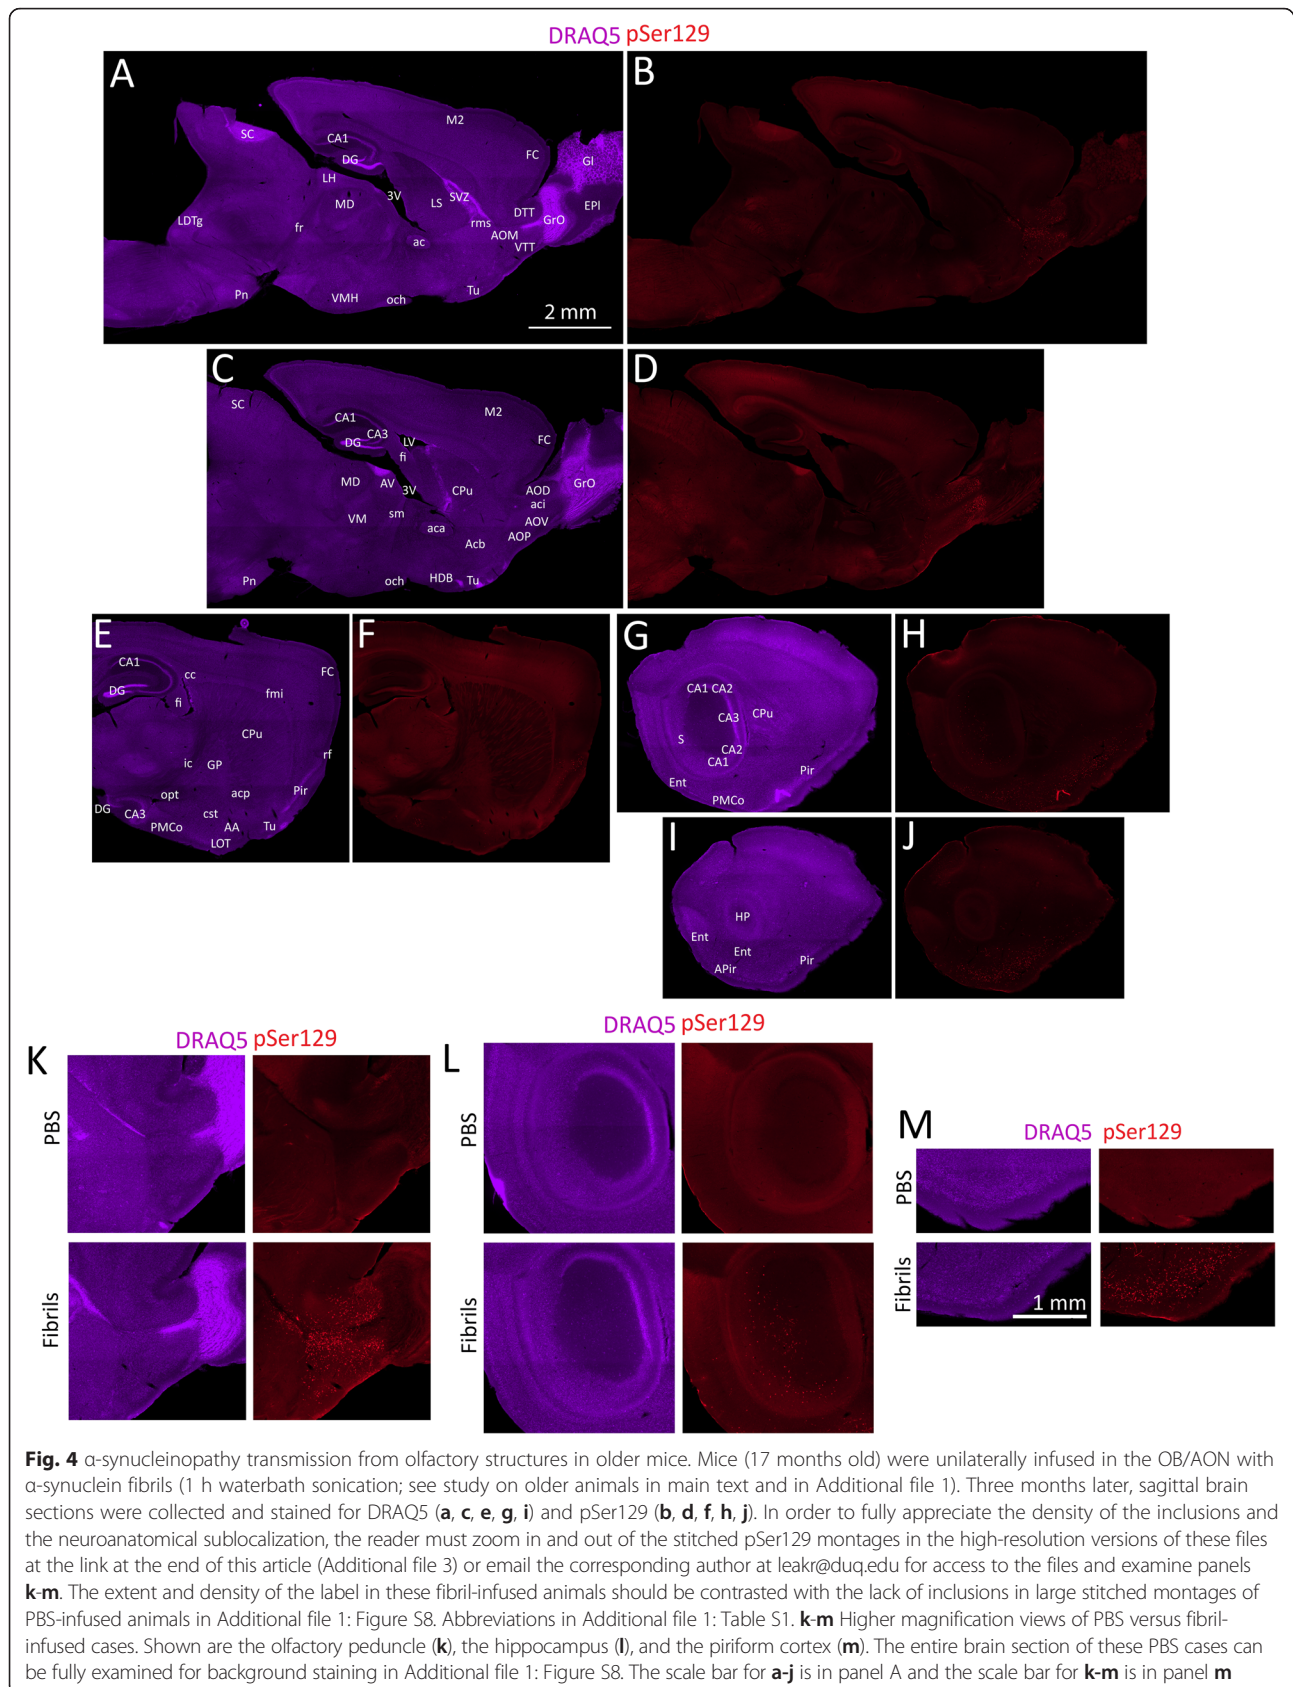 DRAQ5 pSer129
A
B
SC
CA1
DG
LH
MD
3V
M2
FC
GI
LS
SVZ
DTT
GrO
EPI
LDTg
fr
rms
AOM
VTT
ac
Pn
VMH
och
Tu
2 mm
C
D
SC
M2
CA1
CA3
DG
LV
FC
fi
MD
AV
3V
CPu
AOD
GrO
aci
VM
sm
aca
AOV
AOP
Acb
Pn
och
HDB
Tu
E
F
CA1
cc
FC
DG
fi
fmi
CPu
rf
ic
GP
opt
acp
Pir
DG
CA3
cst
PMCo
AA
Tu
LOT
G
H
CA1 CA2
CA3
CPu
S
CA2
CA1
Ent
Pir
PMCo
I
J
HP
Ent
Ent
APir
Pir
DRAQ5 pSer129
K
PBS
Fibrils
DRAQ5 pSer129
L
PBS
Fibrils
M
DRAQ5 pSer129
PBS
Fibrils
1 mm
Fig. 4 α-synucleinopathy transmission from olfactory structures in older mice. Mice (17 months old) were unilaterally infused in the OB/AON with
α-synuclein fibrils (1 h waterbath sonication; see study on older animals in main text and in Additional file 1). Three months later, sagittal brain
sections were collected and stained for DRAQ5 (a, c, e, g, i) and pSer129 (b, d, f, h, j). In order to fully appreciate the density of the inclusions and
the neuroanatomical sublocalization, the reader must zoom in and out of the stitched pSer129 montages in the high-resolution versions of these files
at the link at the end of this article (Additional file 3) or email the corresponding author at leakr@duq.edu for access to the files and examine panels
k-m. The extent and density of the label in these fibril-infused animals should be contrasted with the lack of inclusions in large stitched montages of
PBS-infused animals in Additional file 1: Figure S8. Abbreviations in Additional file 1: Table S1. k-m Higher magnification views of PBS versus fibril-
infused cases. Shown are the olfactory peduncle (k), the hippocampus (l), and the piriform cortex (m). The entire brain section of these PBS cases can
be fully examined for background staining in Additional file 1: Figure S8. The scale bar for a-j is in panel A and the scale bar for k-m is in panel m